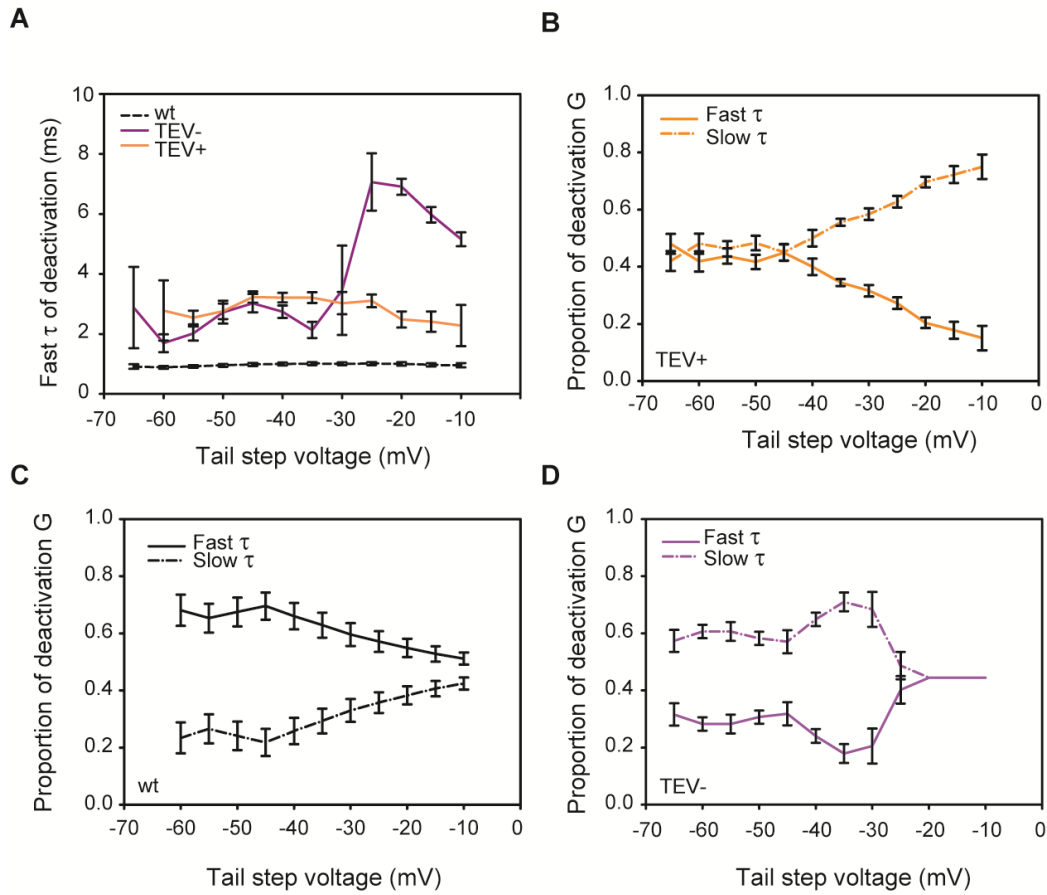 A
Fast τ of deactivation (ms)
10
8
6
4
2
0
wt
TEV-
TEV+
-70 -60 -50 -40 -30 -20 -10 0
Tail step voltage (mV)
B
Proportion of deactivation G
1.0
0.8
0.6
0.4
0.2
0.0
Fast τ
Slow τ
TEV+
-70 -60 -50 -40 -30 -20 -10 0
Tail step voltage (mV)
C
Proportion of deactivation G
1.0
0.8
0.6
0.4
0.2
0.0
Fast τ
Slow τ
wt
-70 -60 -50 -40 -30 -20 -10 0
Tail step voltage (mV)
D
Proportion of deactivation G
1.0
0.8
0.6
0.4
0.2
0.0
Fast τ
Slow τ
TEV-
-70 -60 -50 -40 -30 -20 -10 0
Tail step voltage (mV)